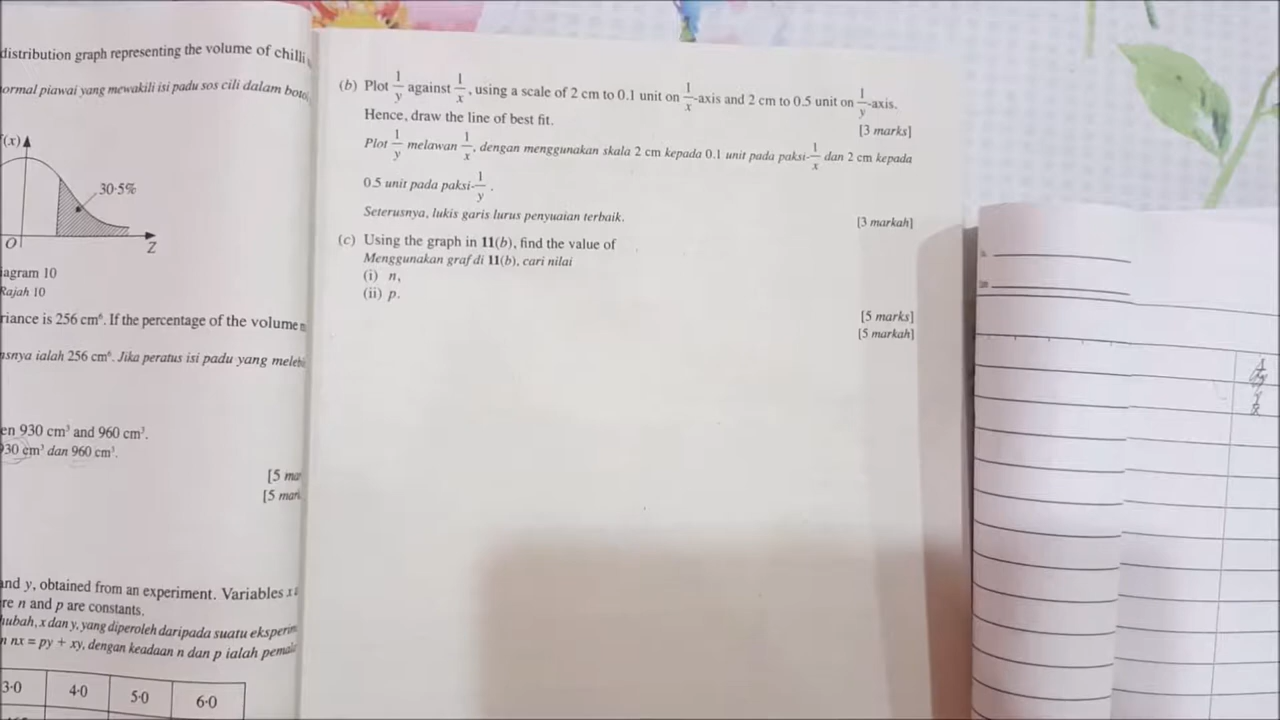 distribution graph representing the volume of chilli
ormal piawai yang mewakili isi padu sos cili dalam
(x)
30·5%
O
Z
iagram 10
Rajah 10
riance is 256 cm⁶. If the percentage of the volume
asnya ialah 256 cm⁶. Jika peratus isi padu yang
en 930 cm³ and 960 cm³.
930 cm³ dan 960 cm³.
[5 mar
[5 mark
and y, obtained from an experiment. Variables x
re n and p are constants.
hubah, x dan y, yang diperoleh daripada suatu eksperim
n nx = py + xy, dengan keadaan n dan p ialah pemal
3·0 4·0 5·0 6·0
(b) Plot 1/y against 1/x, using a scale of 2 cm to 0.1 unit on 1/x-axis and 2 cm to 0.5 unit on 1/y-axis.
Hence, draw the line of best fit.
[3 marks]
Plot 1/y melawan 1/x, dengan menggunakan skala 2 cm kepada 0.1 unit pada paksi-1/x dan 2 cm kepada
0.5 unit pada paksi-1/y.
Seterusnya, lukis garis lurus penyuaian terbaik.
[3 markah]
(c) Using the graph in 11(b), find the value of
Menggunakan graf di 11(b), cari nilai
(i) n,
(ii) p.
[5 marks]
[5 markah]